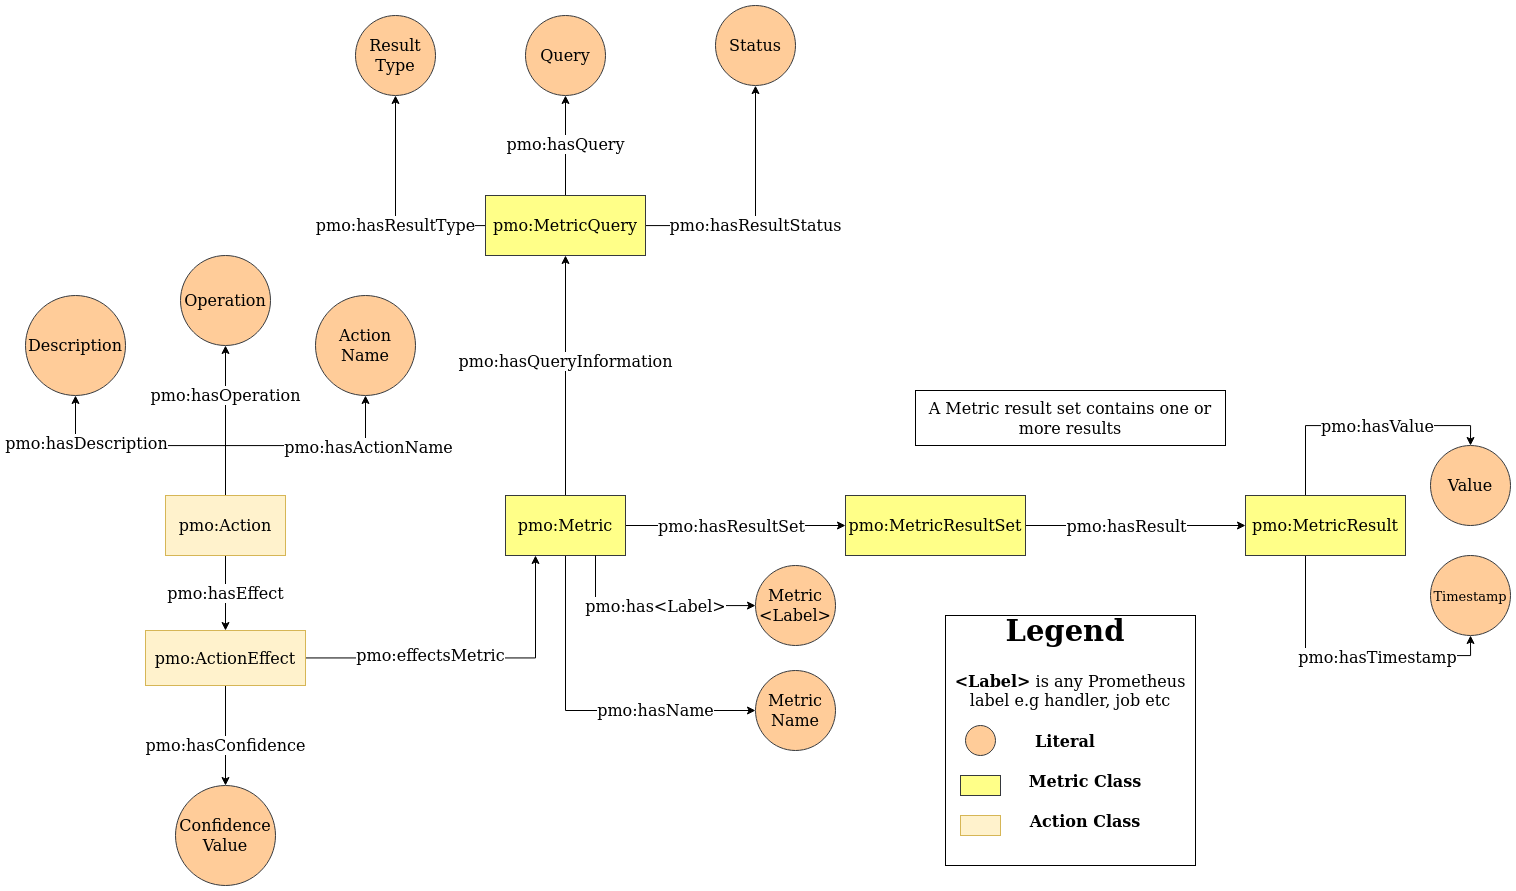 Result
Type
Query
Status
pmo:hasQuery
pmo:hasResultType
pmo:MetricQuery
pmo:hasResultStatus
Description
Operation
Action
Name
pmo:hasOperation
pmo:hasQueryInformation
pmo:hasDescription
pmo:hasActionName
A Metric result set contains one or
more results
pmo:hasValue
Value
pmo:Action
pmo:Metric
pmo:hasResultSet
pmo:MetricResultSet
pmo:hasResult
pmo:MetricResult
pmo:hasEffect
pmo:has<Label>
Metric
<Label>
Timestamp
pmo:hasTimestamp
pmo:ActionEffect
pmo:effectsMetric
pmo:hasName
Metric
Name
pmo:hasConfidence
Confidence
Value
Legend
<Label> is any Prometheus
label e.g handler, job etc
Literal
Metric Class
Action Class